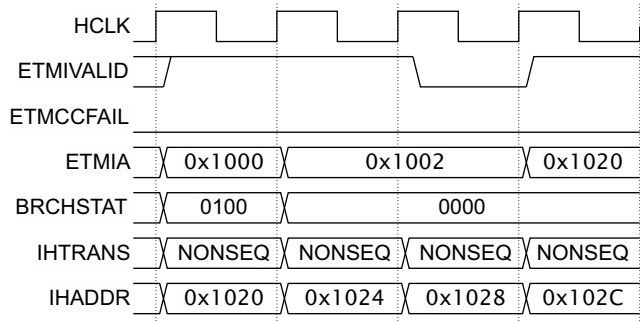 HCLK
ETMIVALID
ETMCCFAIL
ETMIA 0x1000 0x1002 0x1020
BRCHSTAT 0100 0000
IHTRANS NONSEQ NONSEQ NONSEQ NONSEQ
IHADDR 0x1020 0x1024 0x1028 0x102C